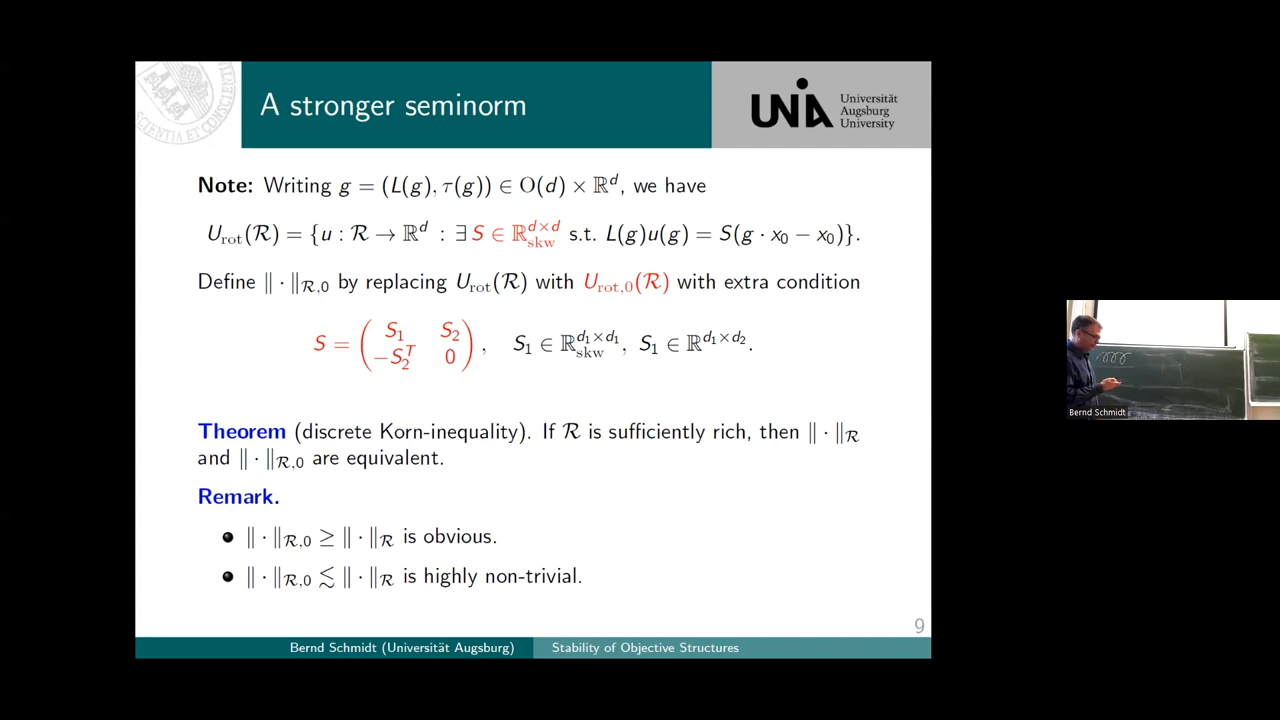 A stronger seminorm
UNIA Universität
Augsburg
University
Note: Writing g = (L(g), τ(g)) ∈ O(d) × ℝ^d, we have
U_rot(ℛ) = {u : ℛ → ℝ^d : ∃ S ∈ ℝ^{d×d}_skw s.t. L(g)u(g) = S(g · x_0 − x_0)}.
Define ‖ · ‖_{ℛ,0} by replacing U_rot(ℛ) with U_{rot,0}(ℛ) with extra condition
S = ( S_1 S_2 ; −S_2^T 0 ), S_1 ∈ ℝ^{d_1×d_1}_skw, S_1 ∈ ℝ^{d_1×d_2}.
Theorem (discrete Korn-inequality). If ℛ is sufficiently rich, then ‖ · ‖_ℛ
and ‖ · ‖_{ℛ,0} are equivalent.
Remark.
● ‖ · ‖_{ℛ,0} ≥ ‖ · ‖_ℛ is obvious.
● ‖ · ‖_{ℛ,0} ≲ ‖ · ‖_ℛ is highly non-trivial.
9
Bernd Schmidt (Universität Augsburg) Stability of Objective Structures
Bernd Schmidt